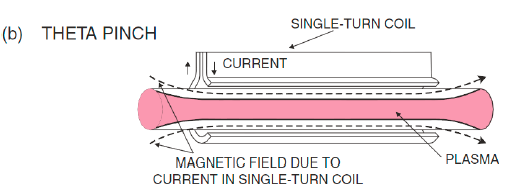 (b) THETA PINCH
SINGLE-TURN COIL
CURRENT
MAGNETIC FIELD DUE TO
CURRENT IN SINGLE-TURN COIL
PLASMA